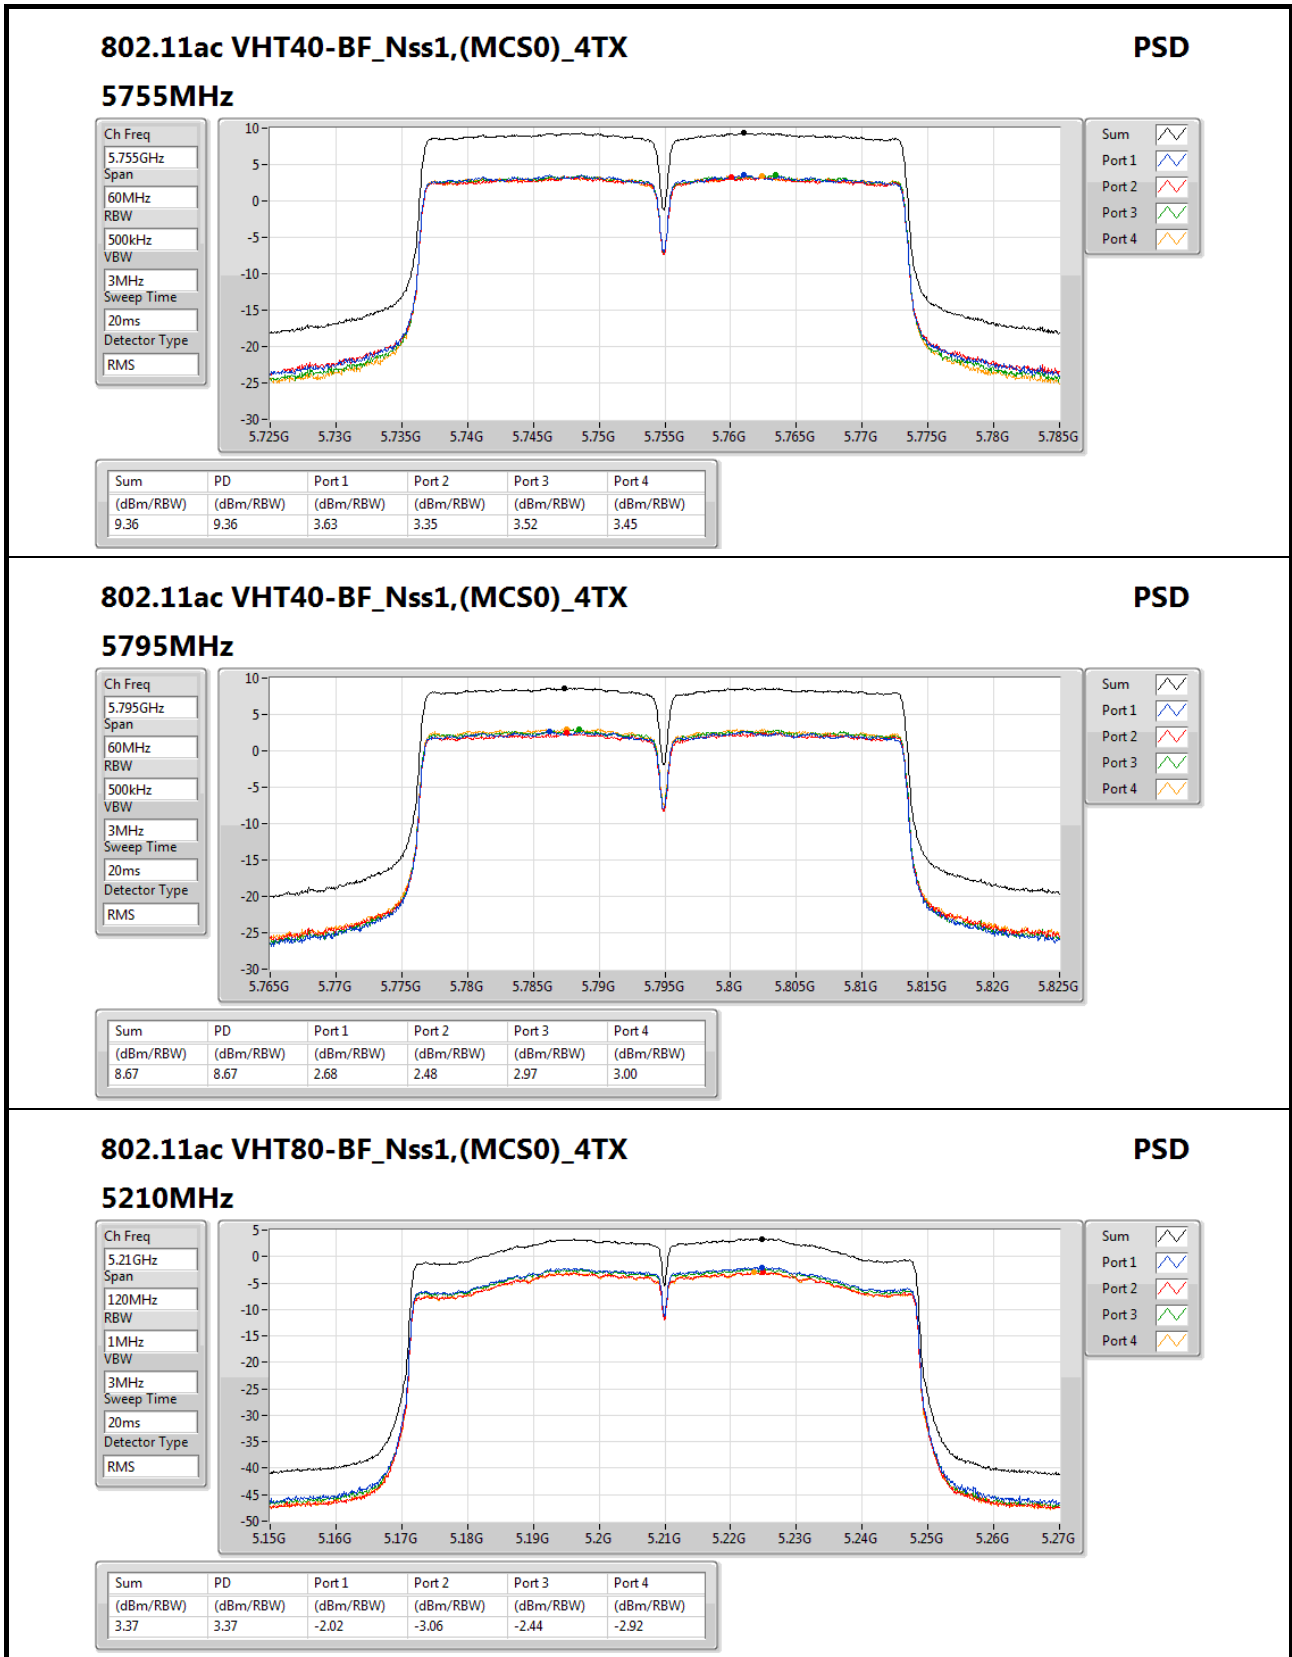 802.11ac VHT40-BF_Nss1,(MCS0)_4TX PSD
5755MHz
Ch Freq
5.755GHz
Span
60MHz
RBW
500kHz
VBW
3MHz
Sweep Time
20ms
Detector Type
RMS
10
5
0
-5
-10
-15
-20
-25
-30
5.725G 5.73G 5.735G 5.74G 5.745G 5.75G 5.755G 5.76G 5.765G 5.77G 5.775G 5.78G 5.785G
Sum
Port 1
Port 2
Port 3
Port 4
Sum PD Port 1 Port 2 Port 3 Port 4
(dBm/RBW) (dBm/RBW) (dBm/RBW) (dBm/RBW) (dBm/RBW) (dBm/RBW)
9.36 9.36 3.63 3.35 3.52 3.45
802.11ac VHT40-BF_Nss1,(MCS0)_4TX PSD
5795MHz
Ch Freq
5.795GHz
Span
60MHz
RBW
500kHz
VBW
3MHz
Sweep Time
20ms
Detector Type
RMS
10
5
0
-5
-10
-15
-20
-25
-30
5.765G 5.77G 5.775G 5.78G 5.785G 5.79G 5.795G 5.8G 5.805G 5.81G 5.815G 5.82G 5.825G
Sum
Port 1
Port 2
Port 3
Port 4
Sum PD Port 1 Port 2 Port 3 Port 4
(dBm/RBW) (dBm/RBW) (dBm/RBW) (dBm/RBW) (dBm/RBW) (dBm/RBW)
8.67 8.67 2.68 2.48 2.97 3.00
802.11ac VHT80-BF_Nss1,(MCS0)_4TX PSD
5210MHz
Ch Freq
5.21GHz
Span
120MHz
RBW
1MHz
VBW
3MHz
Sweep Time
20ms
Detector Type
RMS
5
0
-5
-10
-15
-20
-25
-30
-35
-40
-45
-50
5.15G 5.16G 5.17G 5.18G 5.19G 5.2G 5.21G 5.22G 5.23G 5.24G 5.25G 5.26G 5.27G
Sum
Port 1
Port 2
Port 3
Port 4
Sum PD Port 1 Port 2 Port 3 Port 4
(dBm/RBW) (dBm/RBW) (dBm/RBW) (dBm/RBW) (dBm/RBW) (dBm/RBW)
3.37 3.37 -2.02 -3.06 -2.44 -2.92